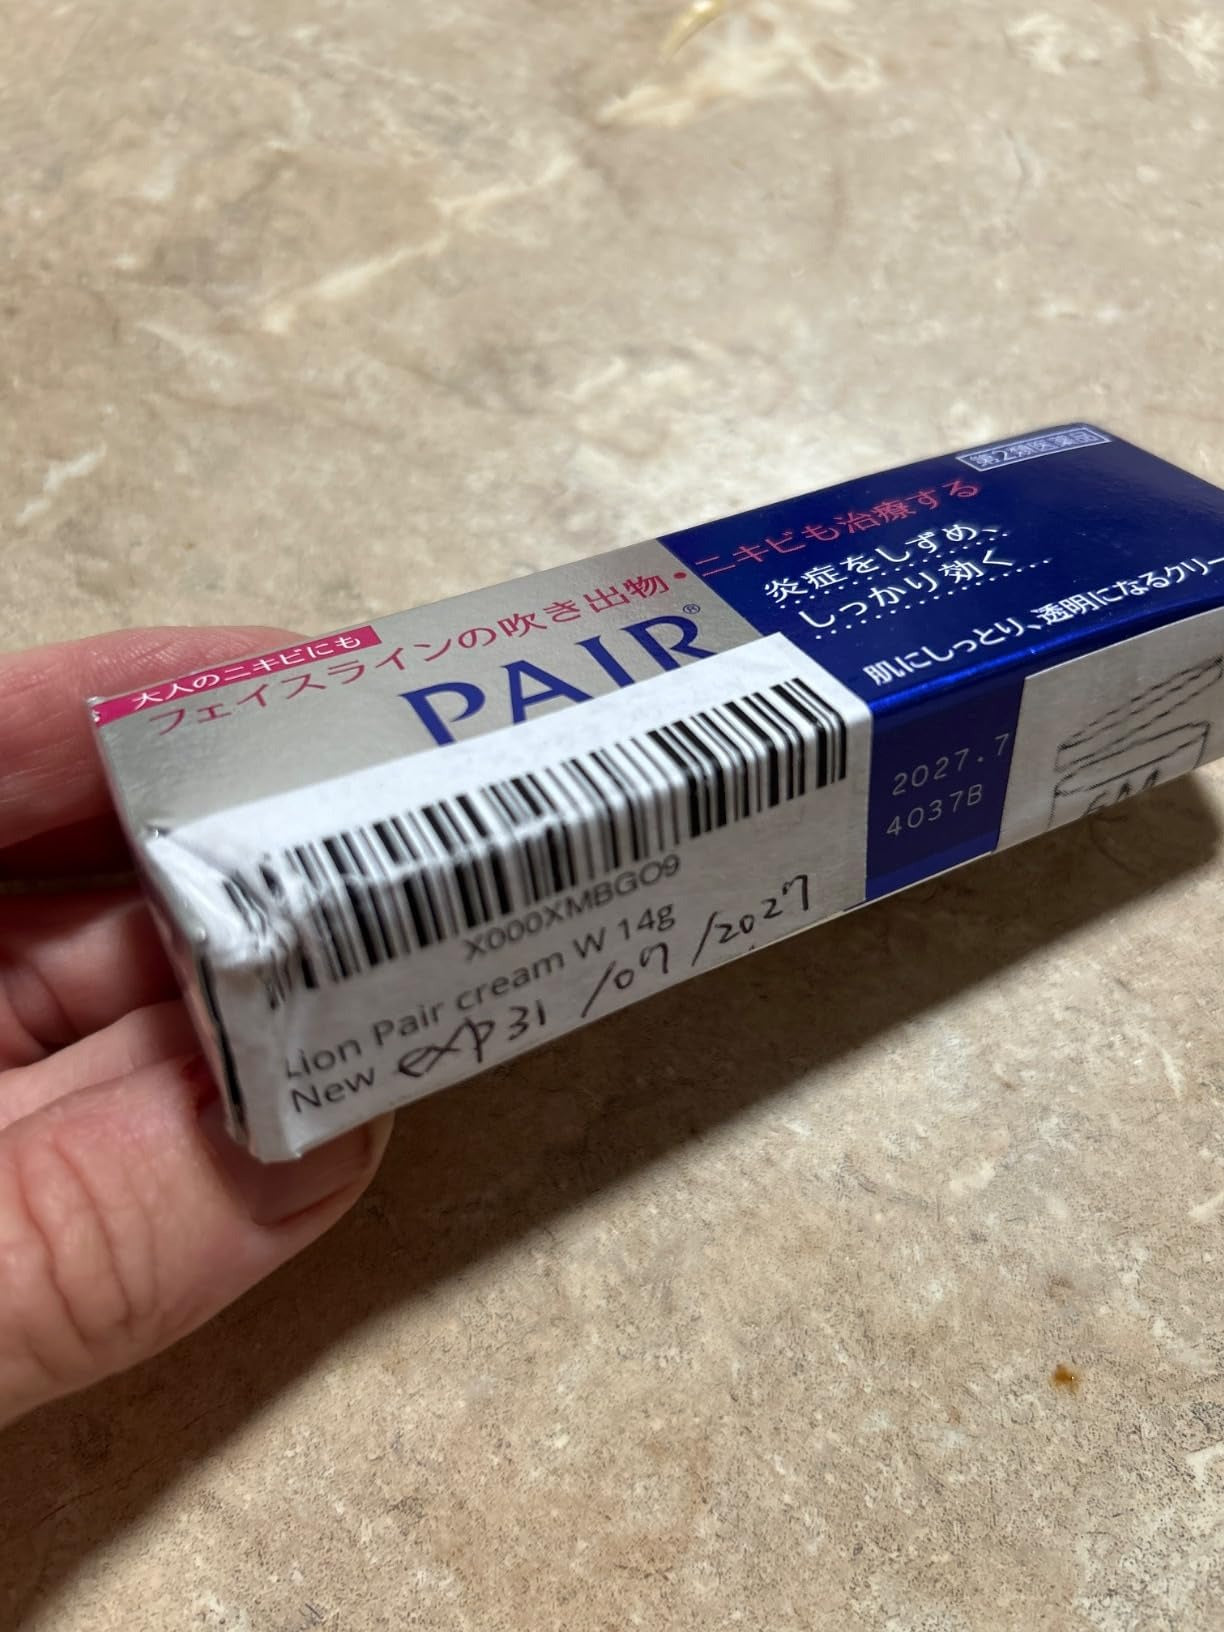 第2類医薬品
大人のニキビにも
フェイスラインの吹き出物・ニキビも治療する
PAIR®
炎症をしずめ、
しっかり効く
肌にしっとり、透明になるクリー
2027.7
4037B
X000XMBGO9
Lion Pair cream W 14g
New exp31/07/2027